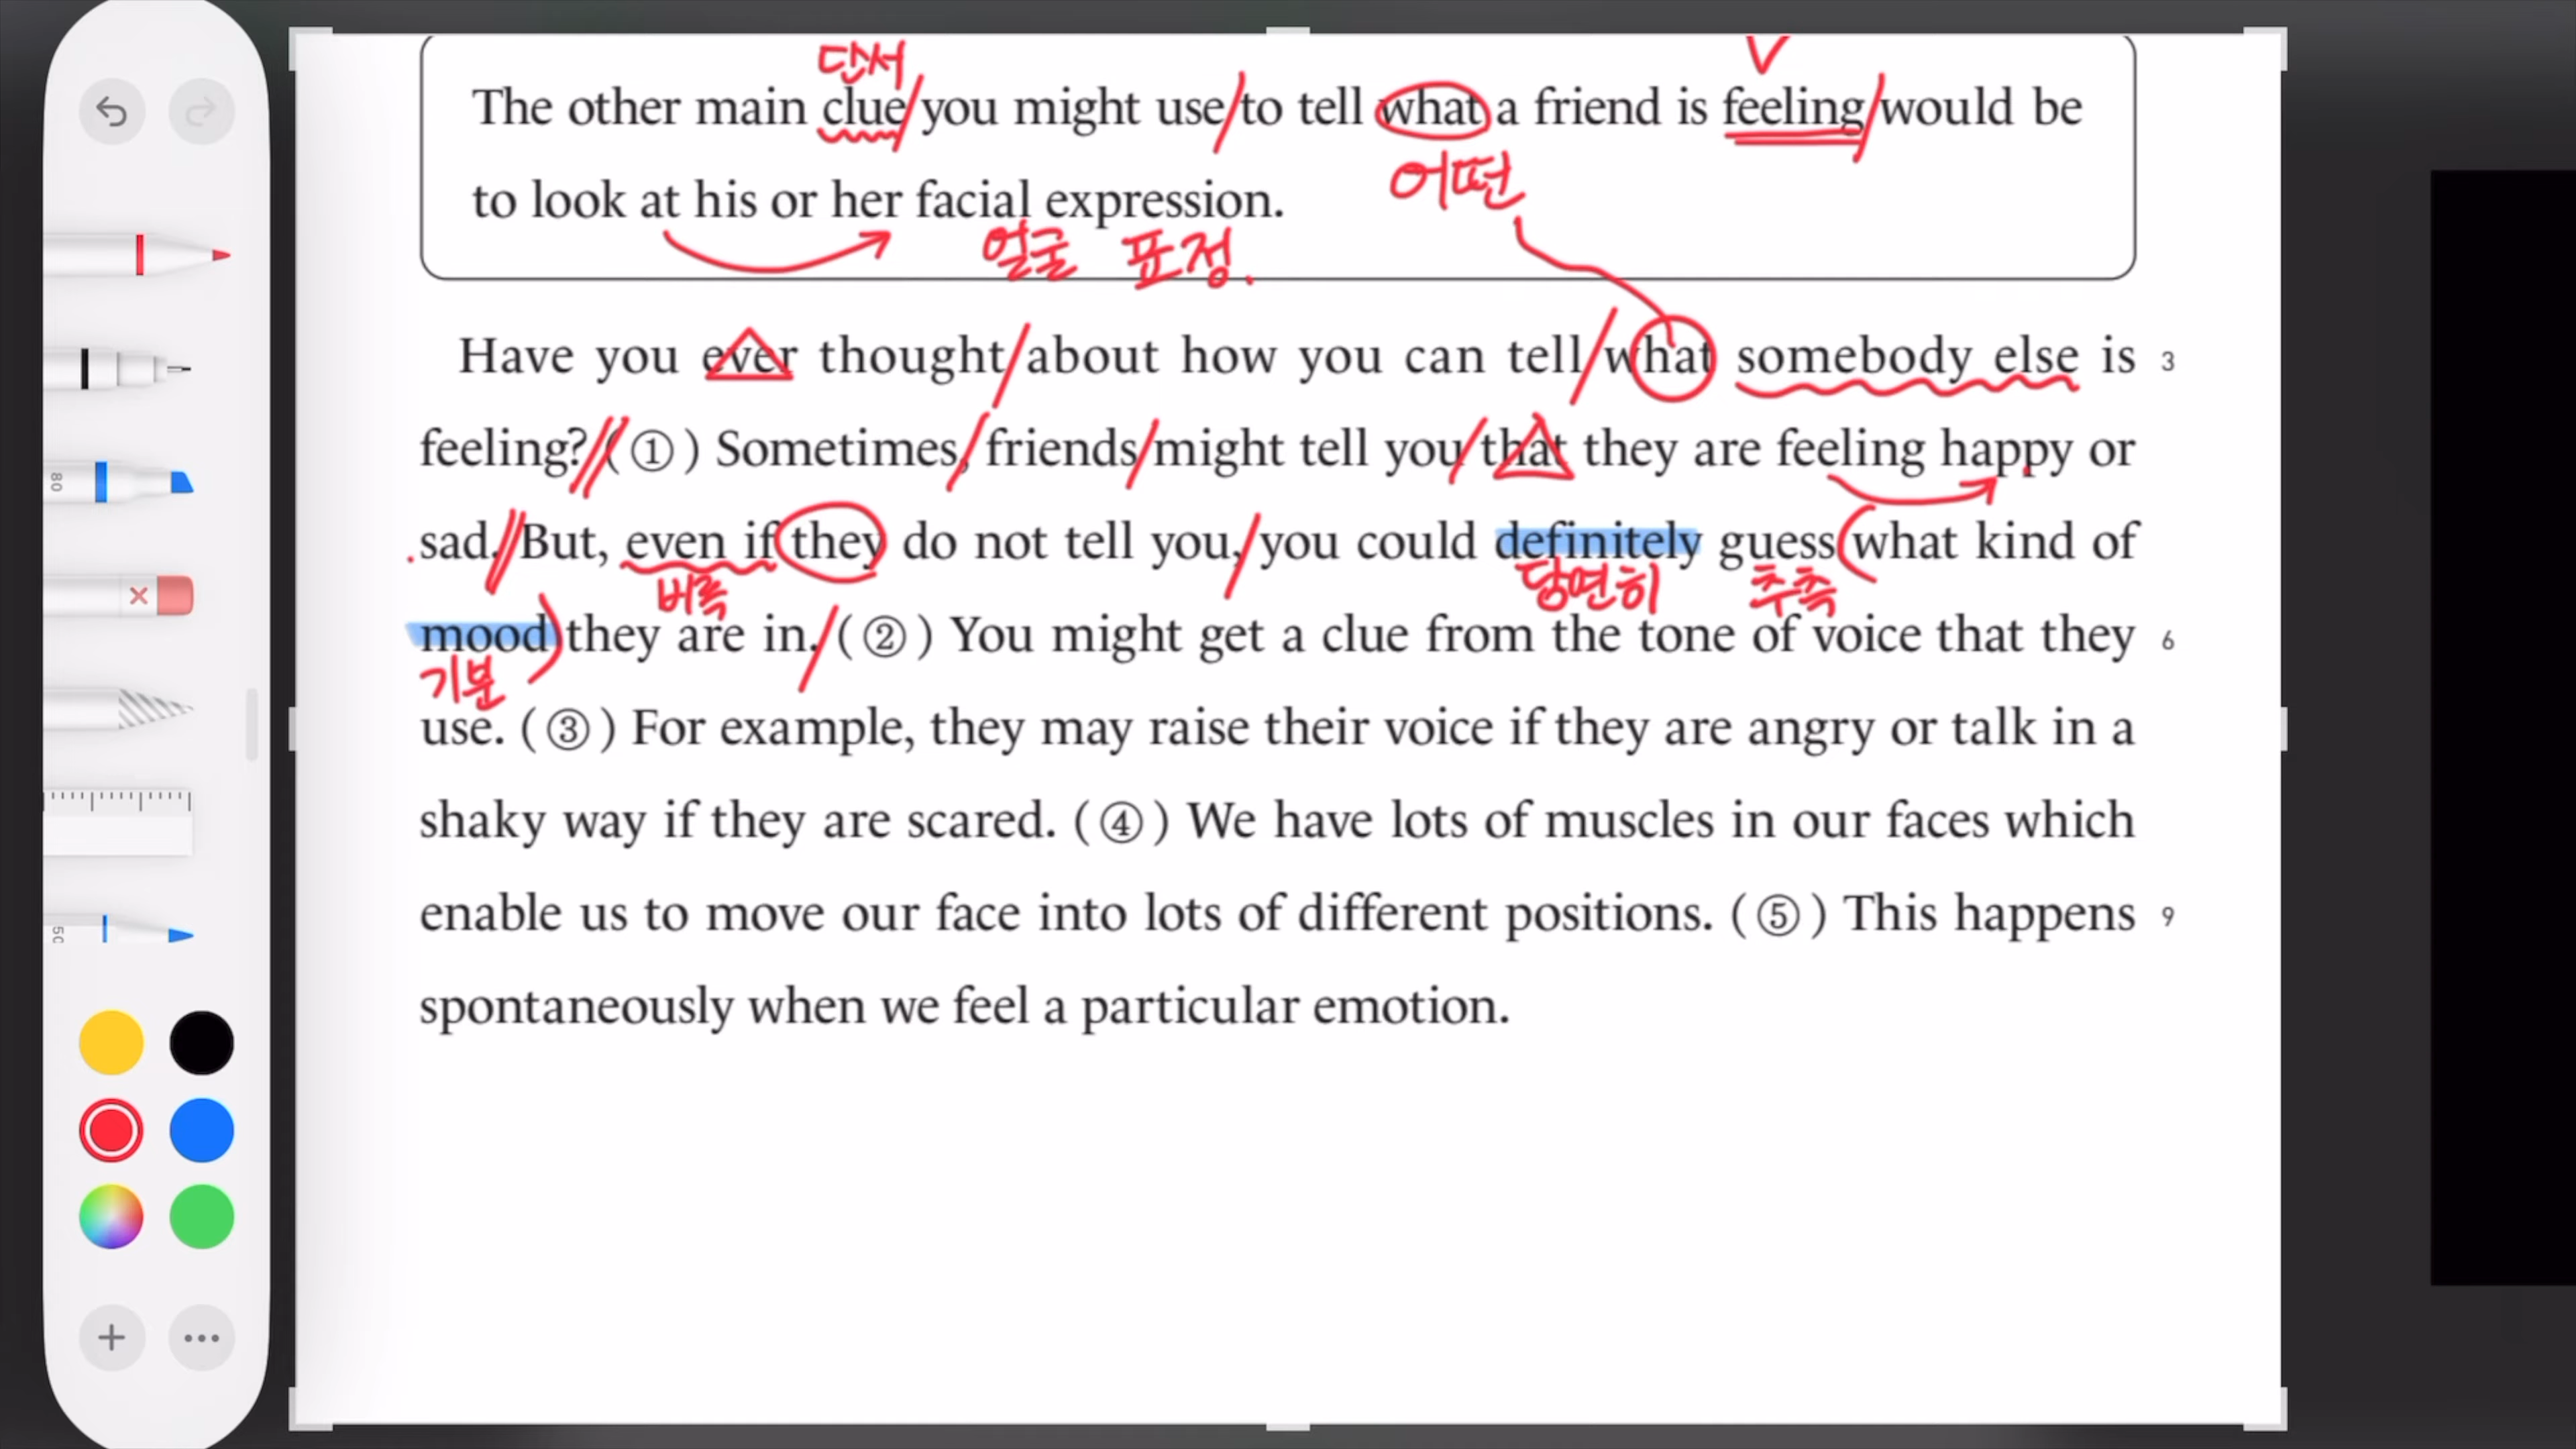 단서
The other main clue you might use to tell what a friend is feeling would be
어떤
to look at his or her facial expression.
얼굴 표정.
Have you ever thought about how you can tell what somebody else is 3
feeling? ( ① ) Sometimes, friends might tell you that they are feeling happy or
sad. But, even if they do not tell you, you could definitely guess what kind of
비록 당연히 추측
mood they are in. ( ② ) You might get a clue from the tone of voice that they 6
기분
use. ( ③ ) For example, they may raise their voice if they are angry or talk in a
shaky way if they are scared. ( ④ ) We have lots of muscles in our faces which
enable us to move our face into lots of different positions. ( ⑤ ) This happens 9
spontaneously when we feel a particular emotion.
80
50